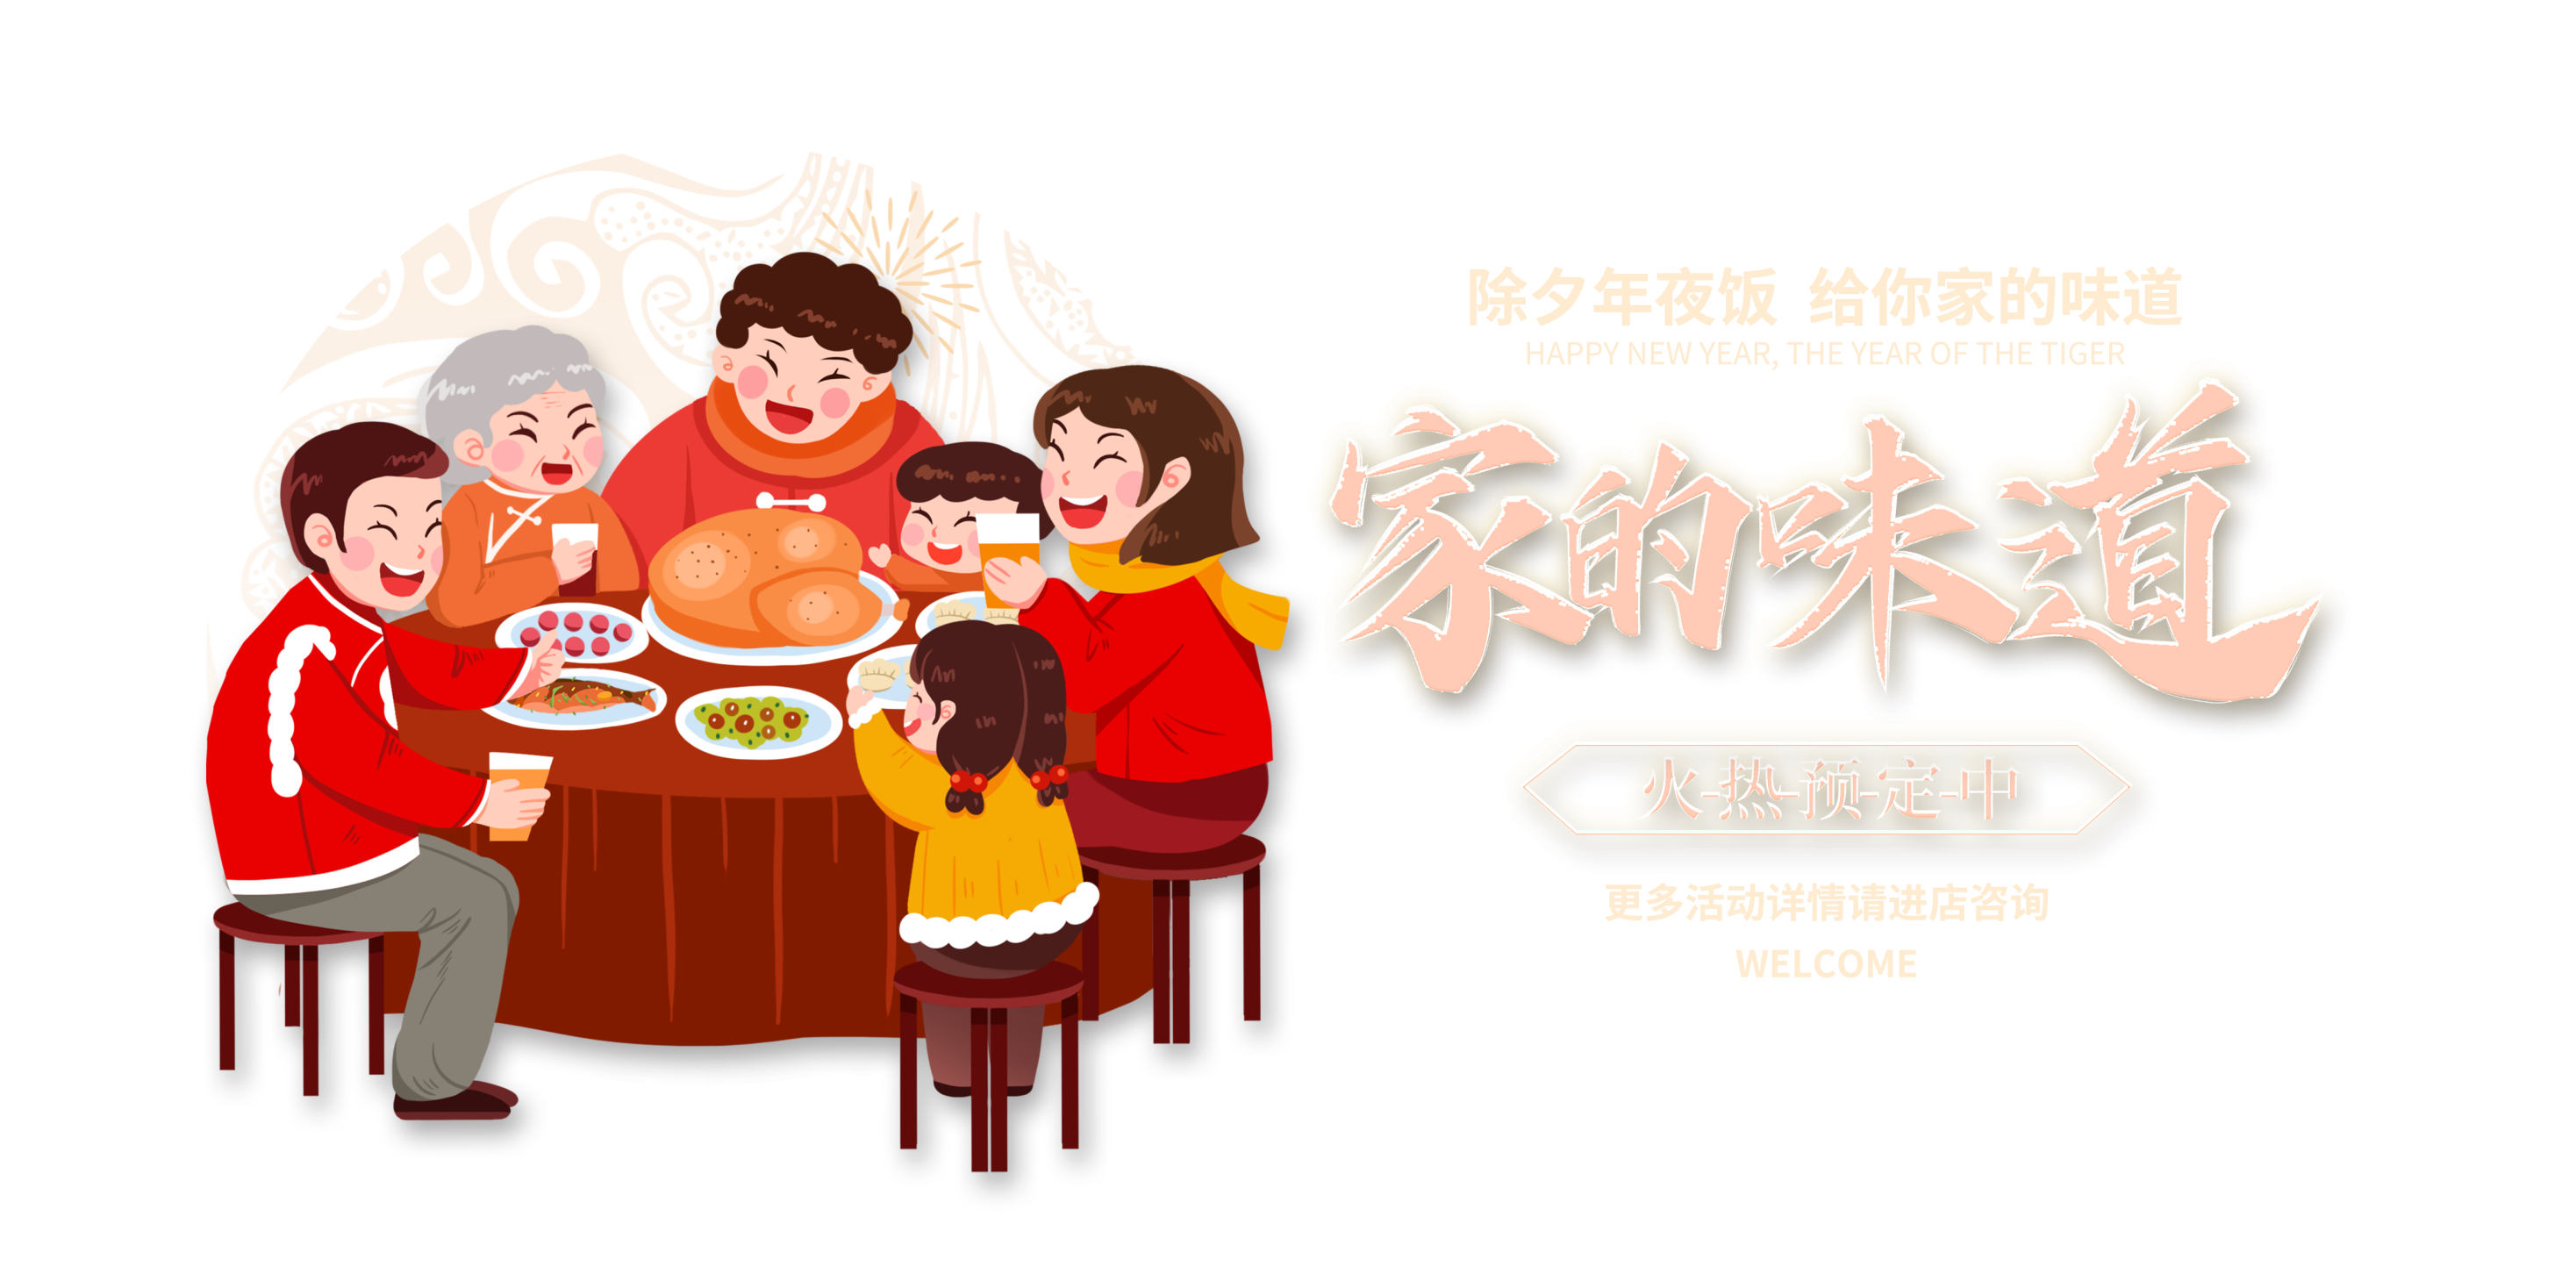 除夕年夜饭 给你家的味道
HAPPY NEW YEAR, THE YEAR OF THE TIGER
家的味道
火-热-预-定-中
更多活动详情请进店咨询
WELCOME